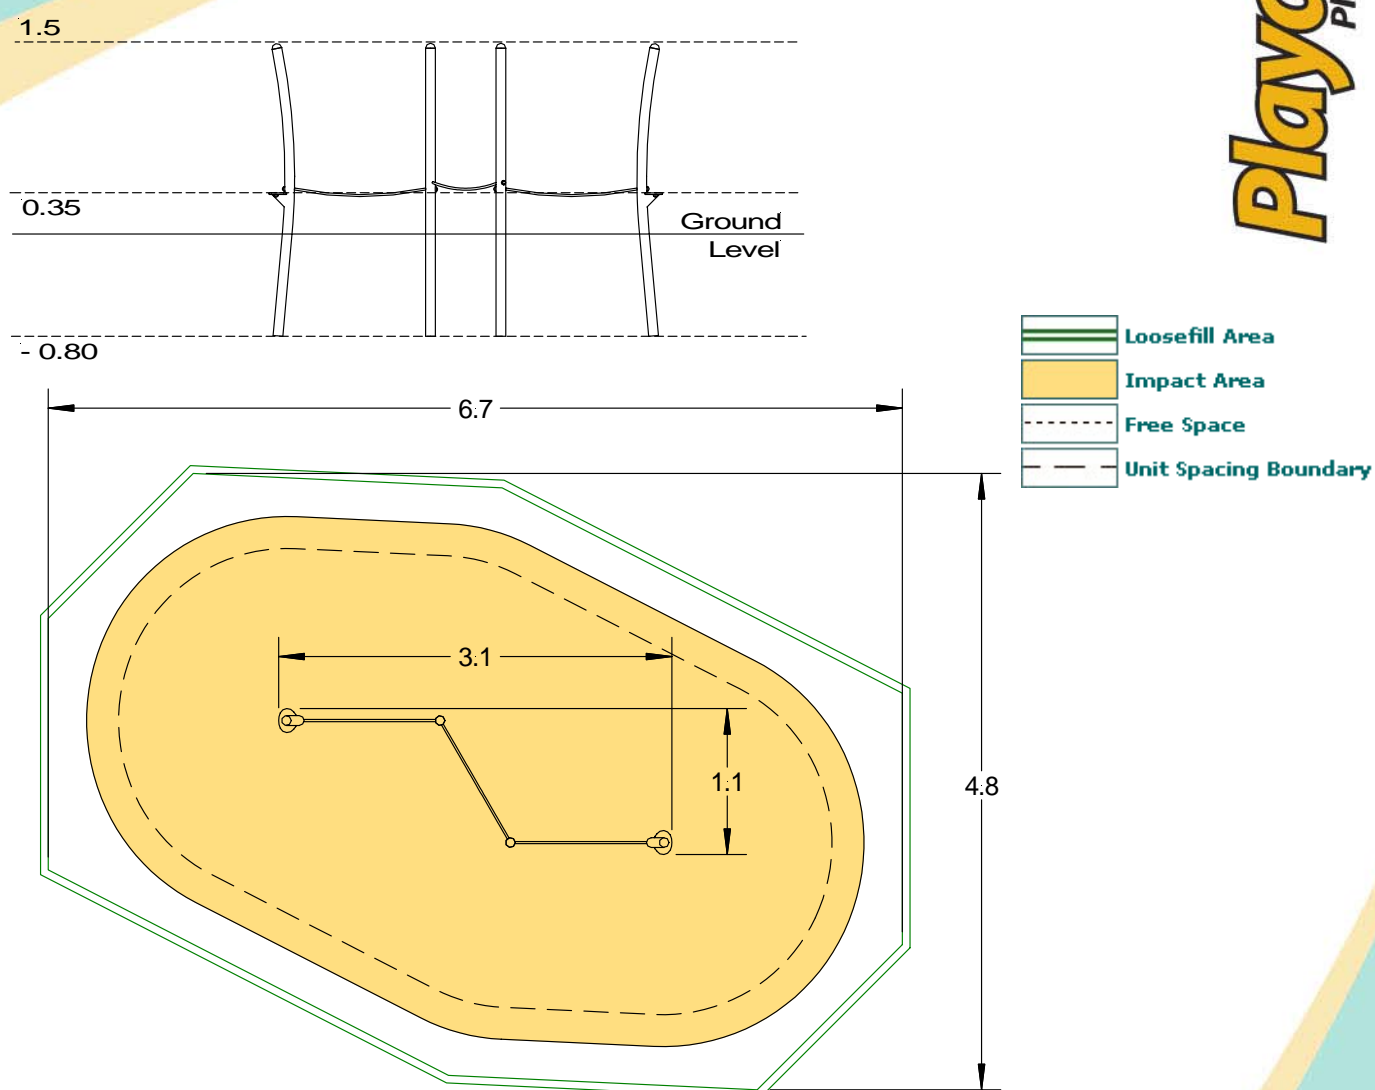 1.5
0.35
Ground
Level
- 0.80
Loosefill Area
Impact Area
Free Space
Unit Spacing Boundary
6.7
3.1
1.1
4.8